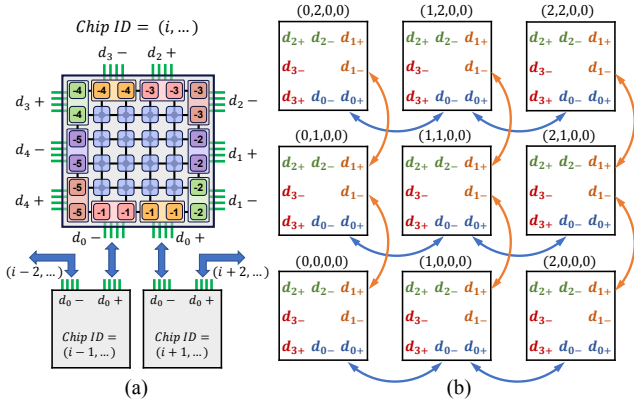 Chip ID = (i, ...)
d3 − d2 +
-4 -4 -4 -3 -3 -3
d3 + d2 −
-4 -3
d4 − -5 -2 d1 +
-5 -2
d4 + -5 -2 d1 −
-5 -1 -1 -1 -1 -2
d0 − d0 +
(i − 2, ...) (i + 2, ...)
d0 − d0 + d0 − d0 +
Chip ID = Chip ID =
(i − 1, ...) (i + 1, ...)
(a)
(0,2,0,0) (1,2,0,0) (2,2,0,0)
d2+ d2− d1+ d2+ d2− d1+ d2+ d2− d1+
d3− d1− d3− d1− d3− d1−
d3+ d0− d0+ d3+ d0− d0+ d3+ d0− d0+
(0,1,0,0) (1,1,0,0) (2,1,0,0)
d2+ d2− d1+ d2+ d2− d1+ d2+ d2− d1+
d3− d1− d3− d1− d3− d1−
d3+ d0− d0+ d3+ d0− d0+ d3+ d0− d0+
(0,0,0,0) (1,0,0,0) (2,0,0,0)
d2+ d2− d1+ d2+ d2− d1+ d2+ d2− d1+
d3− d1− d3− d1− d3− d1−
d3+ d0− d0+ d3+ d0− d0+ d3+ d0− d0+
(b)